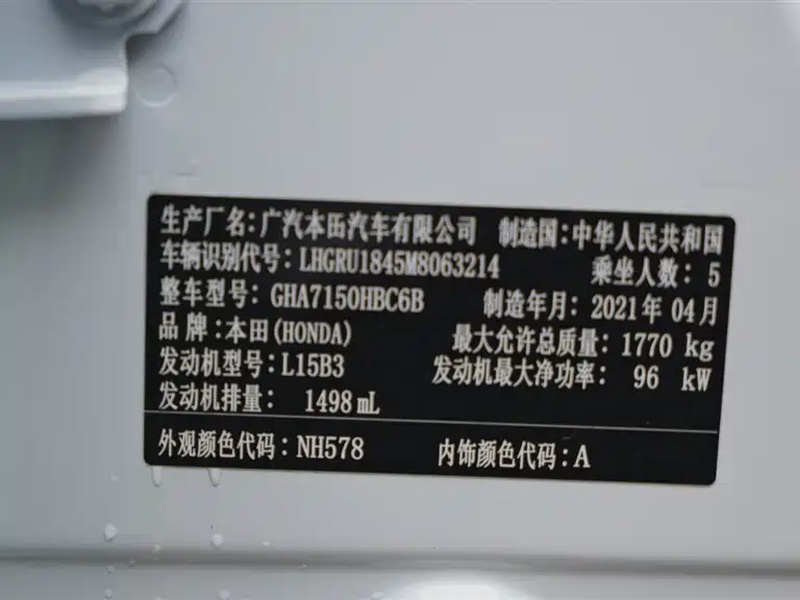 生产厂名:广汽本田汽车有限公司 制造国:中华人民共和国
车辆识别代号:LHGRU1845M8063214 乘坐人数: 5
整车型号: GHA7150HBC6B 制造年月: 2021年 04月
品 牌:本田(HONDA) 最大允许总质量: 1770 kg
发动机型号:L15B3 发动机最大净功率: 96 kW
发动机排量: 1498mL
外观颜色代码:NH578 内饰颜色代码:A